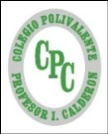 COLEGIO POLIVALENTE
CPC
PROFESOR I. CALDERON